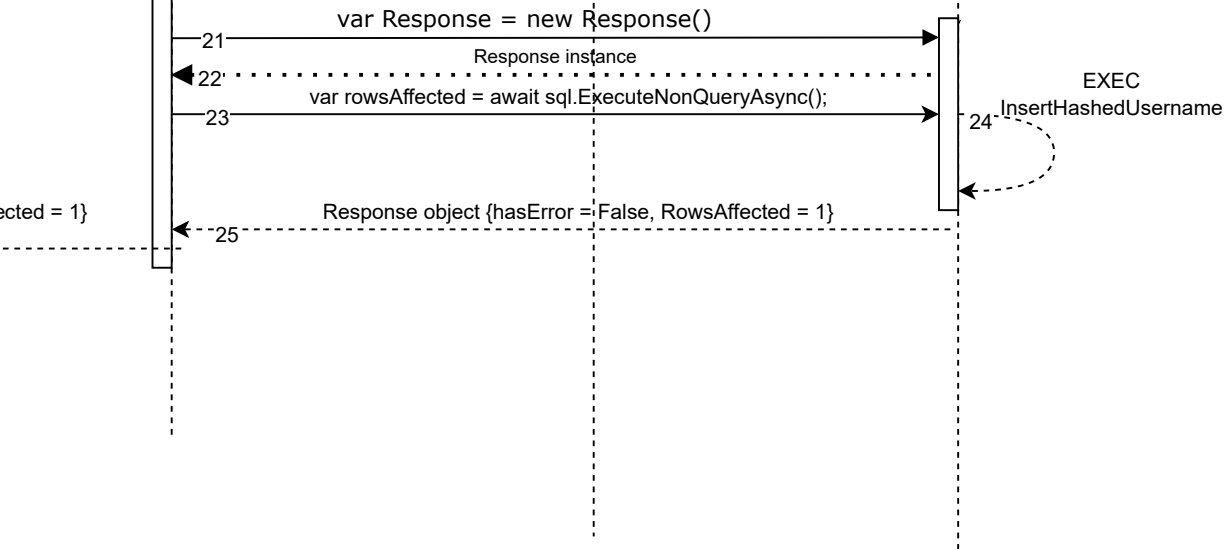 var Response = new Response()
21
Response instance
22
var rowsAffected = await sql.ExecuteNonQueryAsync();
23
EXEC
InsertHashedUsername
24
ected = 1}
Response object {hasError = False, RowsAffected = 1}
25